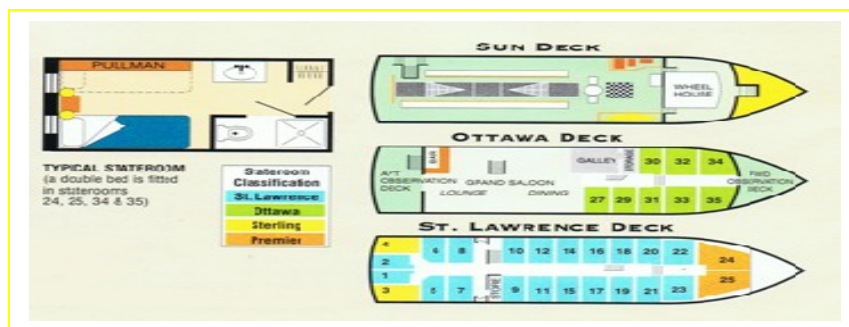 PULLMAN
TYPICAL STATEROOM
(a double bed is fitted
in staterooms
24, 25, 34 & 35)
Stateroom
Classification
St. Lawrence
Ottawa
Sterling
Premier
SUN DECK
WHEEL
HOUSE
OTTAWA DECK
A/T
OBSERVATION
DECK
BAR
LOUNGE
GRAND SALOON
DINING
GALLEY
30 32 34
27 29 31 33 35
FWD
OBSERVATION
DECK
ST. LAWRENCE DECK
4 6 8 10 12 14 16 18 20 22 24
2
1
3 5 7 STORE 9 11 15 17 19 21 23 25